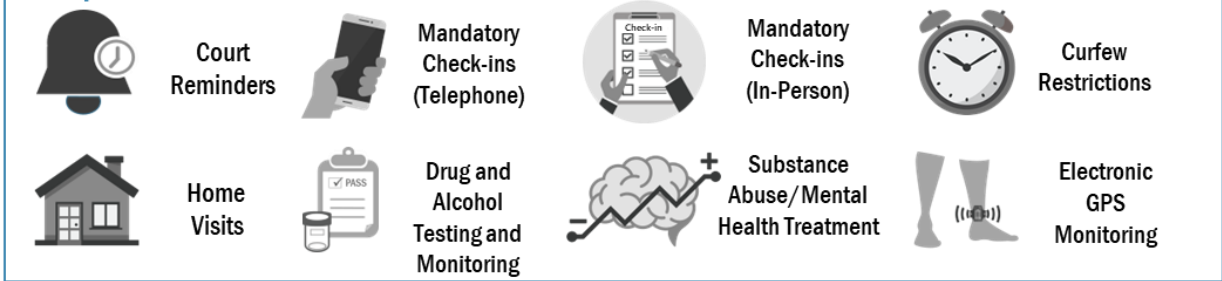 Court
Reminders
Mandatory
Check-ins
(Telephone)
Check-in
Mandatory
Check-ins
(In-Person)
Curfew
Restrictions
Home
Visits
PASS
Drug and
Alcohol
Testing and
Monitoring
Substance
Abuse/Mental
Health Treatment
Electronic
GPS
Monitoring